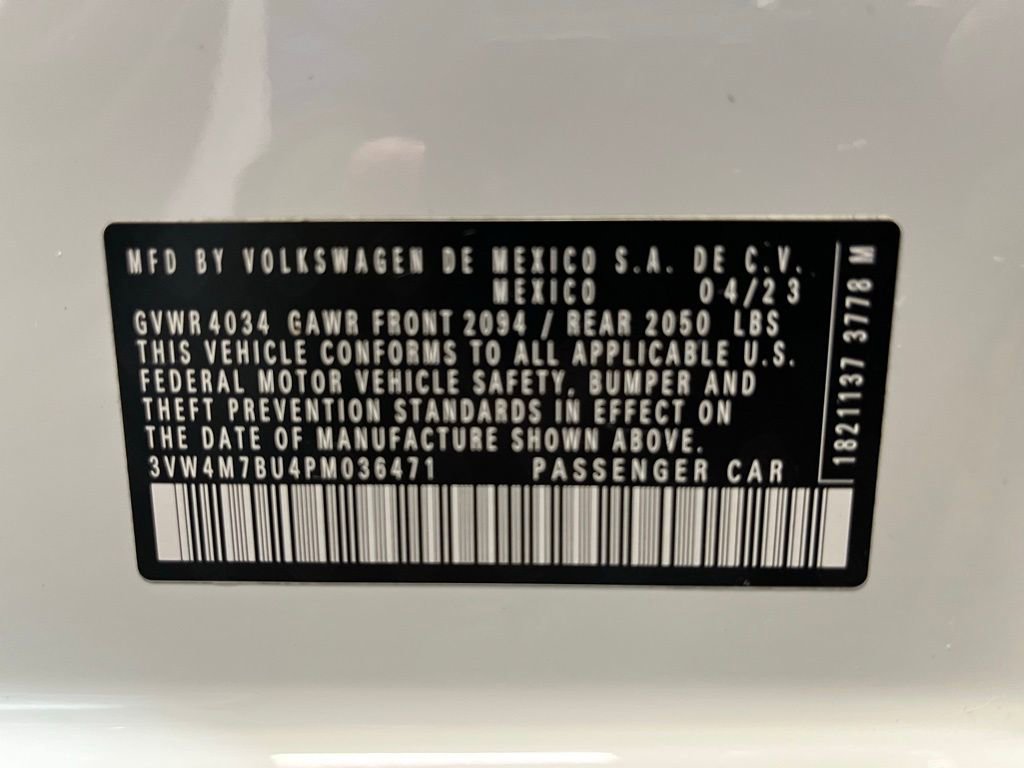 MFD BY VOLKSWAGEN DE MEXICO S.A. DE C.V.
MEXICO 04/23
GVWR 4034 GAWR FRONT 2094 / REAR 2050 LBS
THIS VEHICLE CONFORMS TO ALL APPLICABLE U.S.
FEDERAL MOTOR VEHICLE SAFETY, BUMPER AND
THEFT PREVENTION STANDARDS IN EFFECT ON
THE DATE OF MANUFACTURE SHOWN ABOVE.
3VW4M7BU4PM036471 PASSENGER CAR
1821137 3778 M